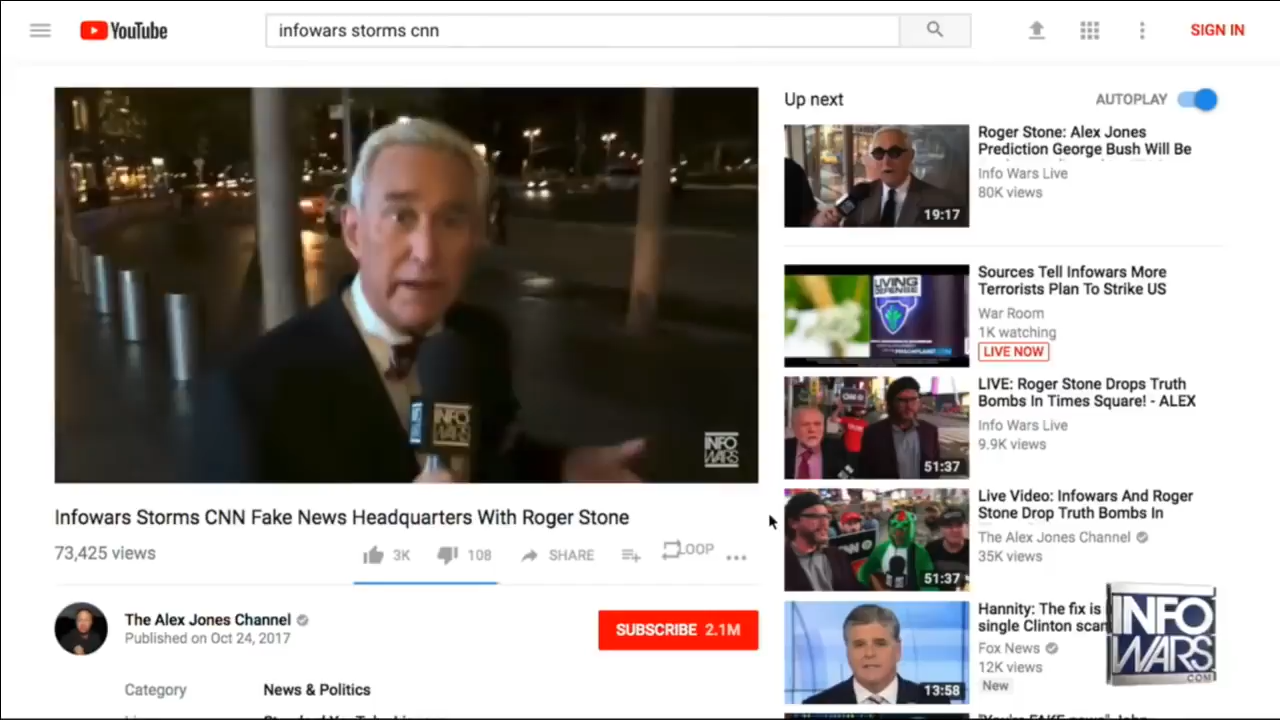 YouTube
infowars storms cnn
SIGN IN
INFO
WARS
INFO
WARS
Infowars Storms CNN Fake News Headquarters With Roger Stone
73,425 views
3K
108
SHARE
LOOP
The Alex Jones Channel
Published on Oct 24, 2017
SUBSCRIBE 2.1M
Category
News & Politics
Up next
AUTOPLAY
19:17
Roger Stone: Alex Jones
Prediction George Bush Will Be
Info Wars Live
80K views
LIVING
DEFENSE
Sources Tell Infowars More
Terrorists Plan To Strike US
War Room
1K watching
LIVE NOW
51:37
LIVE: Roger Stone Drops Truth
Bombs In Times Square! - ALEX
Info Wars Live
9.9K views
51:37
Live Video: Infowars And Roger
Stone Drop Truth Bombs In
The Alex Jones Channel
35K views
13:58
Hannity: The fix is
single Clinton scan
Fox News
12K views
New
INFO
WARS
.COM